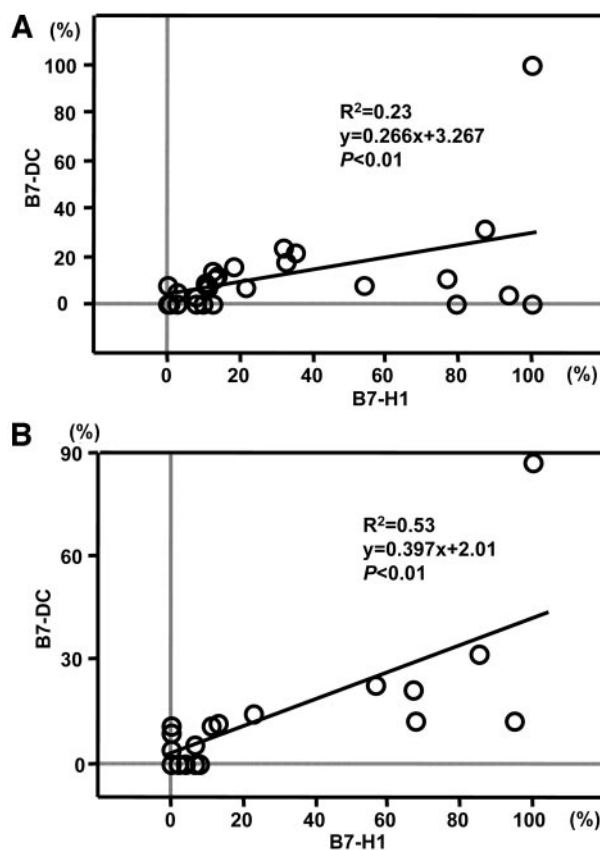 A (%)
100
80
60
40
20
0
B7-DC
R²=0.23
y=0.266x+3.267
P<0.01
0 20 40 60 80 100 (%)
B7-H1
B (%)
90
60
30
0
B7-DC
R²=0.53
y=0.397x+2.01
P<0.01
0 20 40 60 80 100 (%)
B7-H1